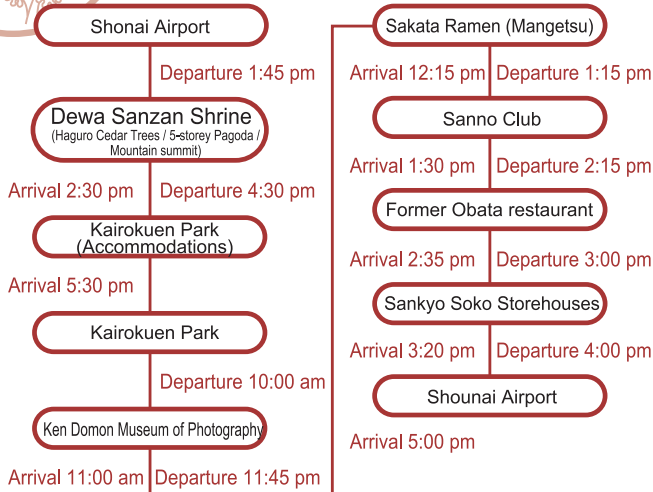 Shonai Airport
Departure 1:45 pm
Dewa Sanzan Shrine
(Haguro Cedar Trees / 5-storey Pagoda /
Mountain summit)
Arrival 2:30 pm Departure 4:30 pm
Kairokuen Park
(Accommodations)
Arrival 5:30 pm
Kairokuen Park
Departure 10:00 am
Ken Domon Museum of Photography
Arrival 11:00 am Departure 11:45 pm
Sakata Ramen (Mangetsu)
Arrival 12:15 pm Departure 1:15 pm
Sanno Club
Arrival 1:30 pm Departure 2:15 pm
Former Obata restaurant
Arrival 2:35 pm Departure 3:00 pm
Sankyo Soko Storehouses
Arrival 3:20 pm Departure 4:00 pm
Shounai Airport
Arrival 5:00 pm